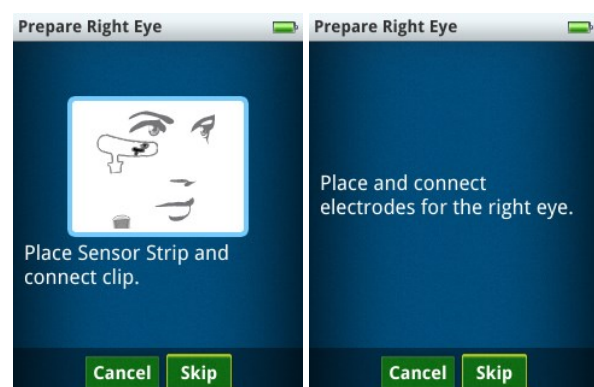 Prepare Right Eye
Place Sensor Strip and
connect clip.
Cancel Skip
Prepare Right Eye
Place and connect
electrodes for the right eye.
Cancel Skip